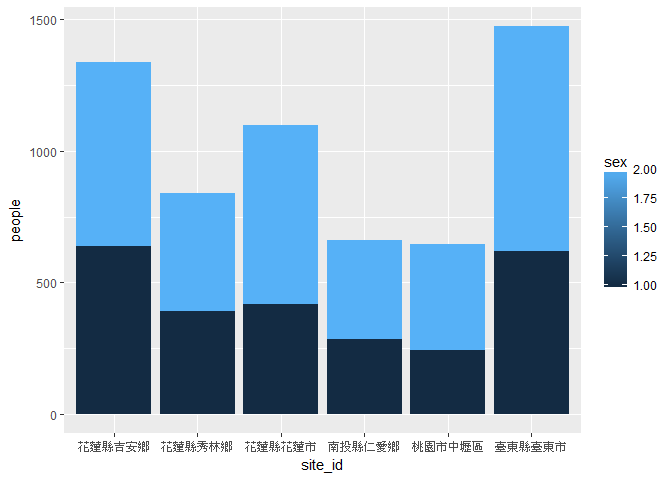 1500
1000
500
0
people
花蓮縣吉安鄉
花蓮縣秀林鄉
花蓮縣花蓮市
南投縣仁愛鄉
桃園市中壢區
臺東縣臺東市
site_id
sex
2.00
1.75
1.50
1.25
1.00